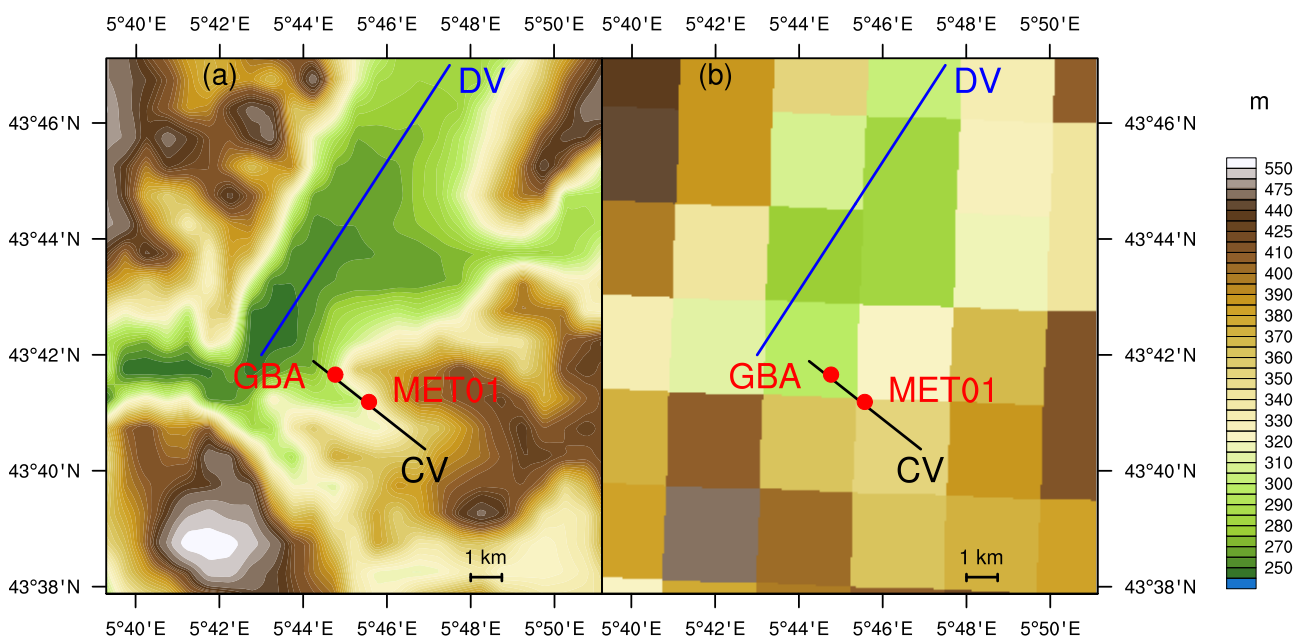 5°40'E 5°42'E 5°44'E 5°46'E 5°48'E 5°50'E 5°40'E 5°42'E 5°44'E 5°46'E 5°48'E 5°50'E
(a) DV (b) DV
m
43°46'N 43°46'N
43°44'N 43°44'N
43°42'N 43°42'N
GBA MET01 GBA MET01
CV CV
43°40'N 43°40'N
1 km 1 km
43°38'N 43°38'N
5°40'E 5°42'E 5°44'E 5°46'E 5°48'E 5°50'E 5°40'E 5°42'E 5°44'E 5°46'E 5°48'E 5°50'E
550
475
440
425
410
400
390
380
370
360
350
340
330
320
310
300
290
280
270
250